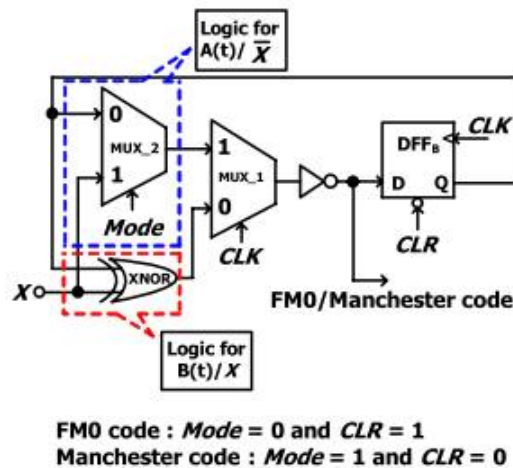 Logic for
A(t)/ X̅
0
MUX_2
1
Mode
1
MUX_1
0
CLK
DFFB
CLK
D
Q
CLR
X
XNOR
FM0/Manchester code
Logic for
B(t)/X
FM0 code : Mode = 0 and CLR = 1
Manchester code : Mode = 1 and CLR = 0